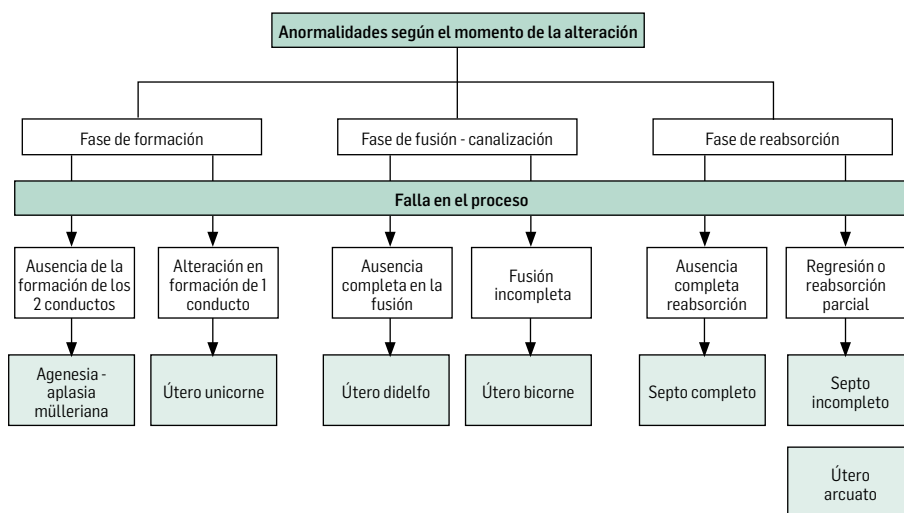 Anormalidades según el momento de la alteración
Fase de formación
Fase de fusión - canalización
Fase de reabsorción
Falla en el proceso
Ausencia de la
formación de los
2 conductos
Alteración en
formación de 1
conducto
Ausencia
completa en la
fusión
Fusión
incompleta
Ausencia
completa
reabsorción
Regresión o
reabsorción
parcial
Agenesia -
aplasia
mülleriana
Útero unicorne
Útero didelfo
Útero bicorne
Septo completo
Septo
incompleto
Útero
arcuato